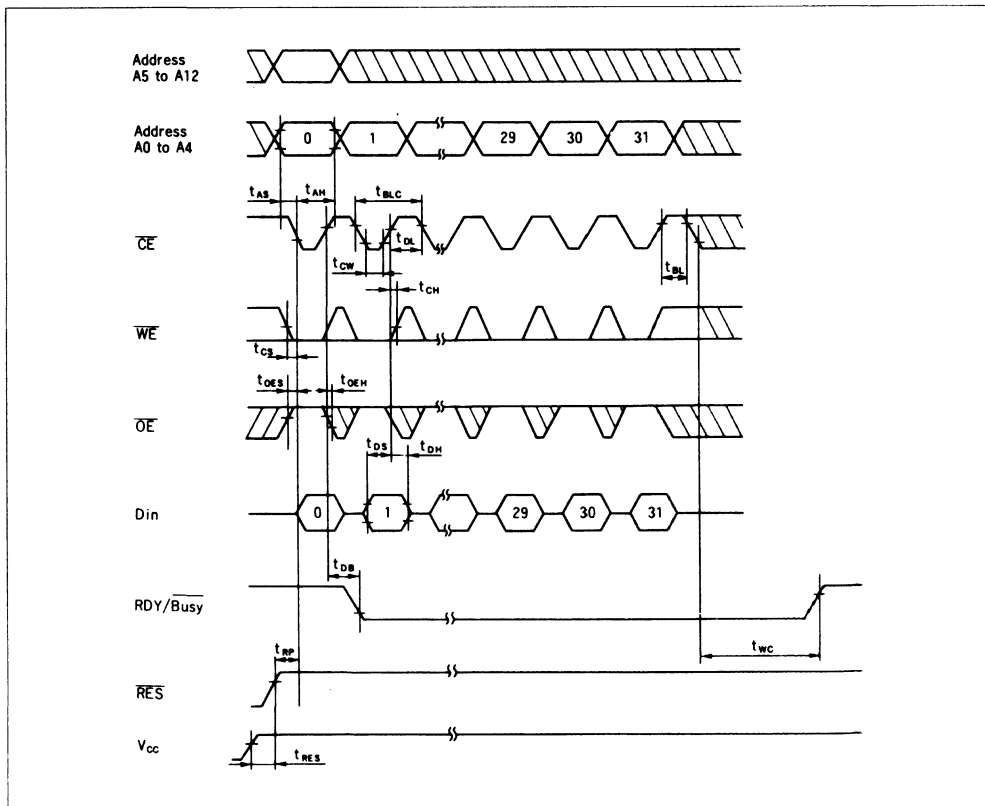 Address
A5 to A12
Address
A0 to A4
0 1 29 30 31
tAS tAH tBLC
CE
tDL
tCW
tBL
tCH
WE
tCS
tOES tOEH
OE
tDS tDH
Din
0 1 29 30 31
tDB
RDY/Busy
tWC
tRP
RES
VCC
tRES